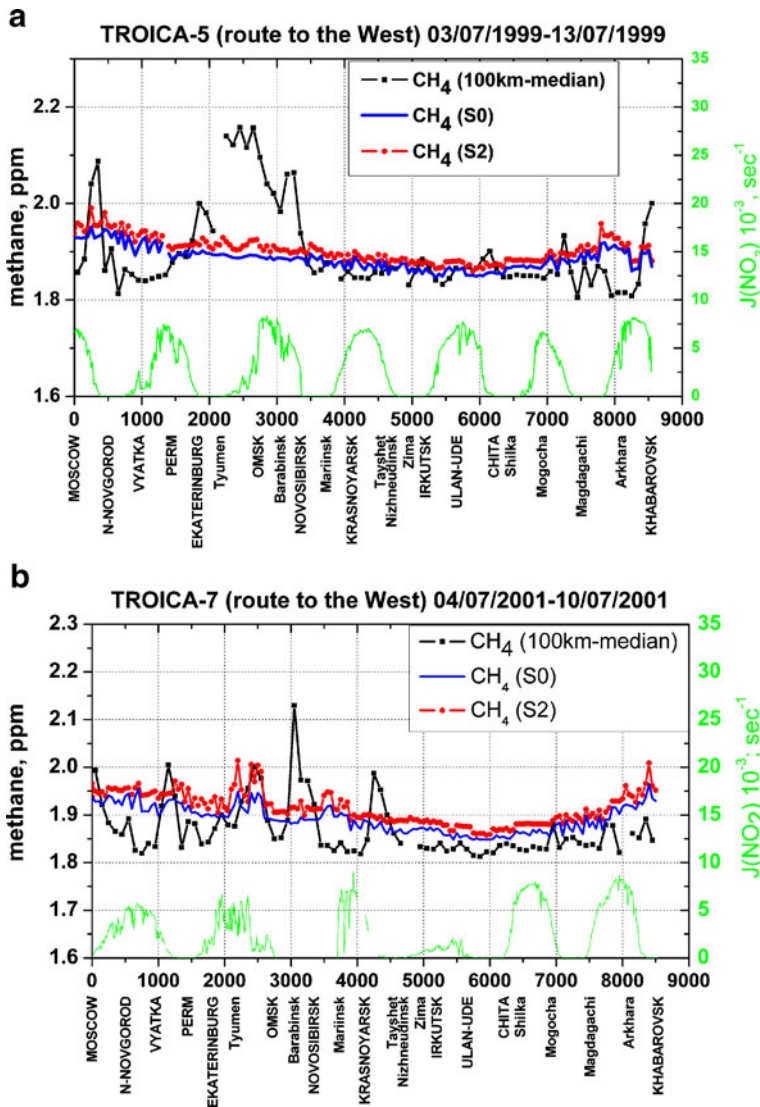 a
TROICA-5 (route to the West) 03/07/1999-13/07/1999
CH4 (100km-median)
CH4 (S0)
CH4 (S2)
methane, ppm
2.2
2.0
1.8
1.6
J(NO2) 10-3, sec-1
35
30
25
20
15
10
5
0
0 1000 2000 3000 4000 5000 6000 7000 8000 9000
MOSCOW
N-NOVGOROD
VYATKA
PERM
EKATERINBURG
Tyumen
OMSK
Barabinsk
NOVOSIBIRSK
Mariinsk
KRASNOYARSK
Tayshet
Nizhneudinsk
Zima
IRKUTSK
ULAN-UDE
CHITA
Shilka
Mogocha
Magdagachi
Arkhara
KHABAROVSK
b
TROICA-7 (route to the West) 04/07/2001-10/07/2001
CH4 (100km-median)
CH4 (S0)
CH4 (S2)
methane, ppm
2.3
2.2
2.1
2.0
1.9
1.8
1.7
1.6
J(NO2) 10-3; sec-1
35
30
25
20
15
10
5
0
0 1000 2000 3000 4000 5000 6000 7000 8000 9000
MOSCOW
N-NOVGOROD
VYATKA
PERM
EKATERINBURG
Tyumen
OMSK
Barabinsk
NOVOSIBIRSK
Mariinsk
KRASNOYARSK
Tayshet
Nizhneudinsk
Zima
IRKUTSK
ULAN-UDE
CHITA
Shilka
Mogocha
Magdagachi
Arkhara
KHABAROVSK